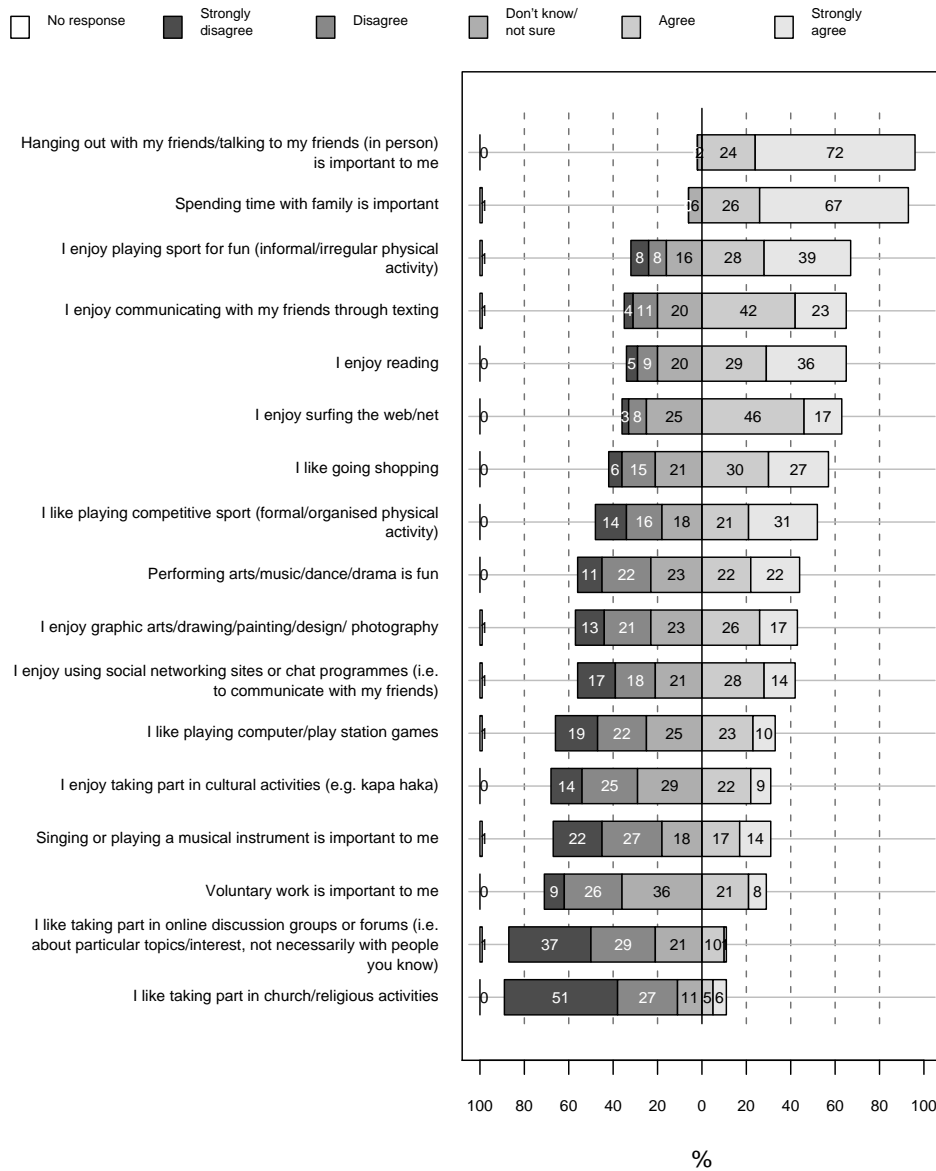 No response
Strongly
disagree
Disagree
Don't know/
not sure
Agree
Strongly
agree
Hanging out with my friends/talking to my friends (in person)
is important to me
0 2 24 72
Spending time with family is important
1 6 26 67
I enjoy playing sport for fun (informal/irregular physical
activity)
1 8 8 16 28 39
I enjoy communicating with my friends through texting
1 4 11 20 42 23
I enjoy reading
0 5 9 20 29 36
I enjoy surfing the web/net
0 3 8 25 46 17
I like going shopping
0 6 15 21 30 27
I like playing competitive sport (formal/organised physical
activity)
0 14 16 18 21 31
Performing arts/music/dance/drama is fun
0 11 22 23 22 22
I enjoy graphic arts/drawing/painting/design/ photography
1 13 21 23 26 17
I enjoy using social networking sites or chat programmes (i.e.
to communicate with my friends)
1 17 18 21 28 14
I like playing computer/play station games
1 19 22 25 23 10
I enjoy taking part in cultural activities (e.g. kapa haka)
0 14 25 29 22 9
Singing or playing a musical instrument is important to me
1 22 27 18 17 14
Voluntary work is important to me
0 9 26 36 21 8
I like taking part in online discussion groups or forums (i.e.
about particular topics/interest, not necessarily with people
you know)
1 37 29 21 10 1
I like taking part in church/religious activities
0 51 27 11 5 6
100 80 60 40 20 0 20 40 60 80 100
%